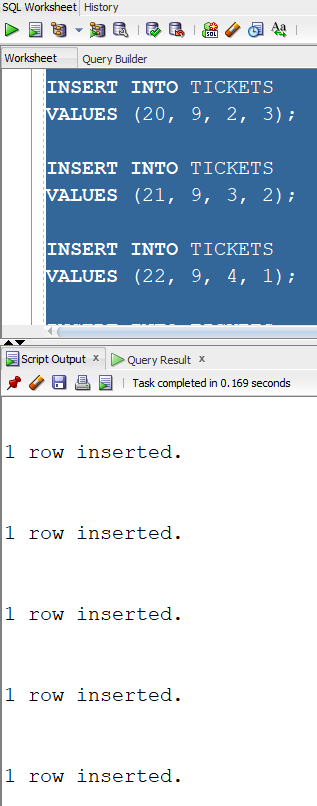 SQL Worksheet History
Worksheet Query Builder
INSERT INTO TICKETS
VALUES (20, 9, 2, 3);
INSERT INTO TICKETS
VALUES (21, 9, 3, 2);
INSERT INTO TICKETS
VALUES (22, 9, 4, 1);
Script Output x Query Result x
Task completed in 0.169 seconds
1 row inserted.
1 row inserted.
1 row inserted.
1 row inserted.
1 row inserted.